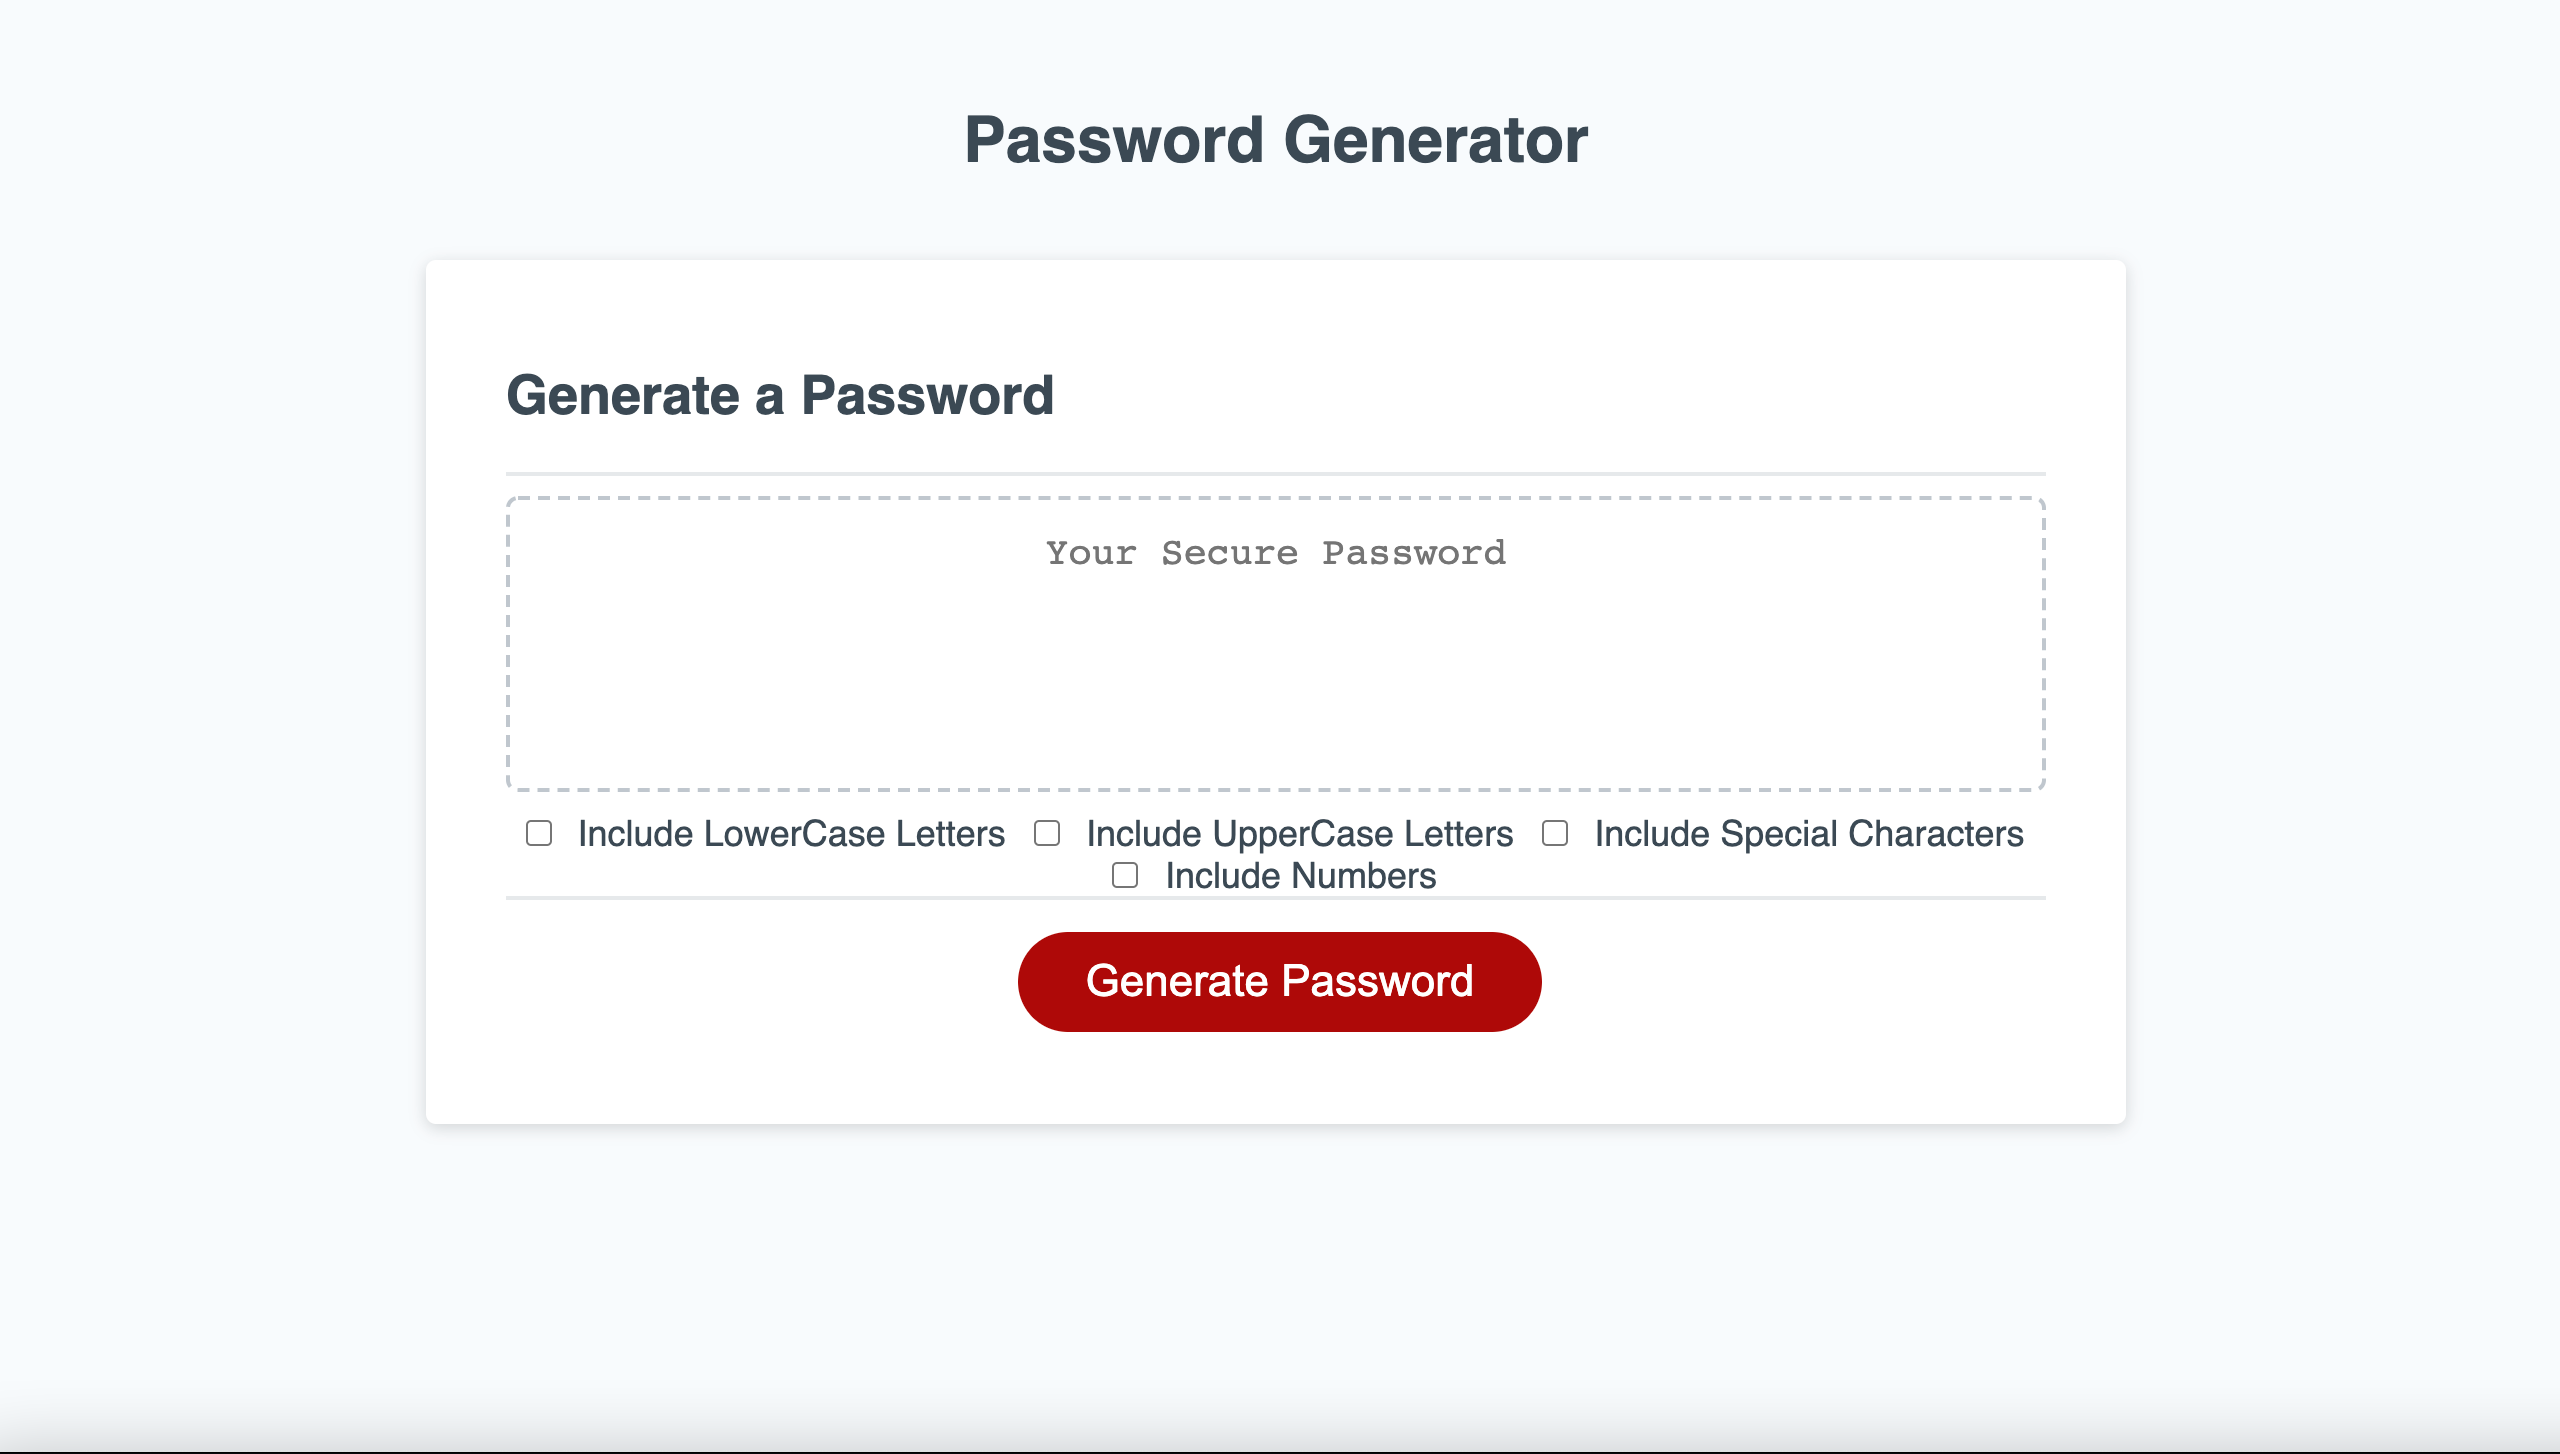 Password Generator
Generate a Password
Your Secure Password
Include LowerCase Letters Include UpperCase Letters Include Special Characters
Include Numbers
Generate Password